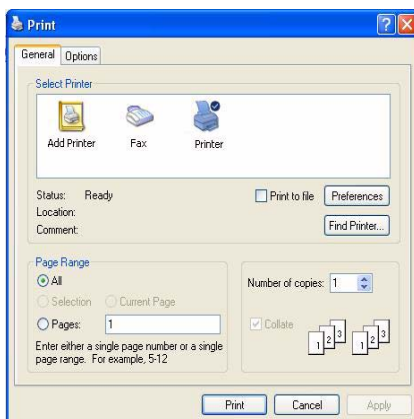 Print
General Options
Select Printer
Add Printer Fax Printer
Status: Ready
Print to file Preferences
Location:
Comment:
Find Printer...
Page Range
All
Selection Current Page
Pages: 1
Enter either a single page number or a single
page range. For example, 5-12
Number of copies: 1
Collate
1 2 3 1 2 3
Print Cancel Apply